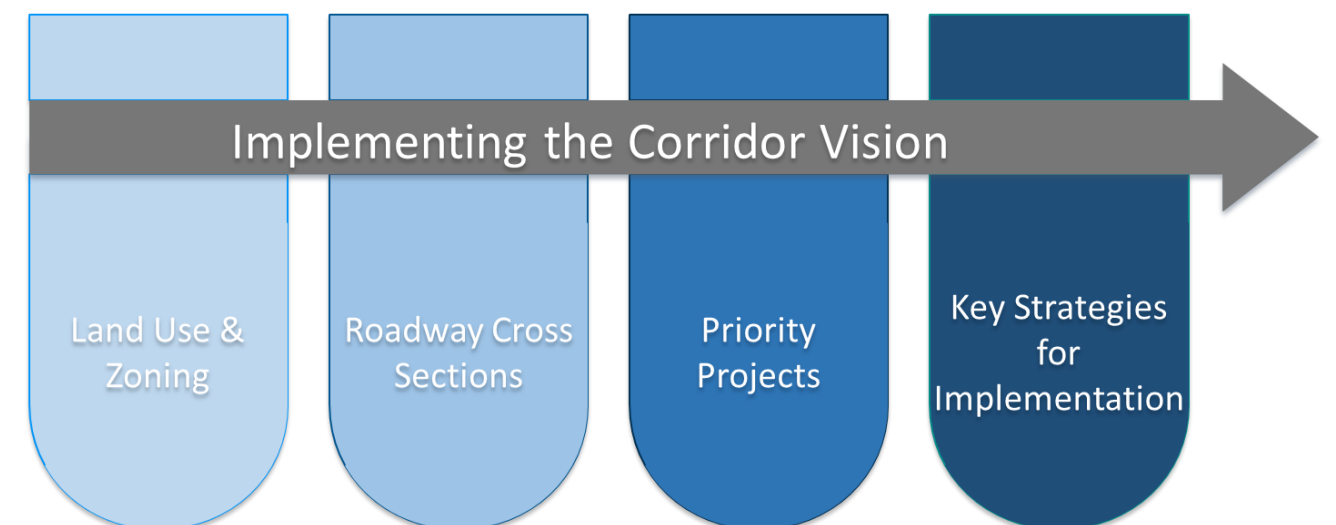 Implementing the Corridor Vision
Land Use &
Zoning
Roadway Cross
Sections
Priority
Projects
Key Strategies
for
Implementation